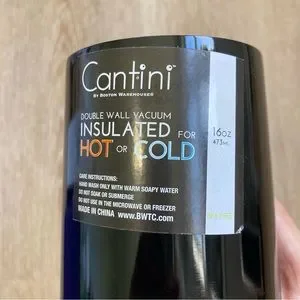 Cantini™
BY BOSTON WAREHOUSE®
DOUBLE WALL VACUUM
INSULATED FOR
HOT OR COLD
16oz
473mL
CARE INSTRUCTIONS:
HAND WASH ONLY WITH WARM SOAPY WATER
DO NOT SOAK OR SUBMERGE
DO NOT USE IN THE MICROWAVE OR FREEZER
MADE IN CHINA www.BWTC.com